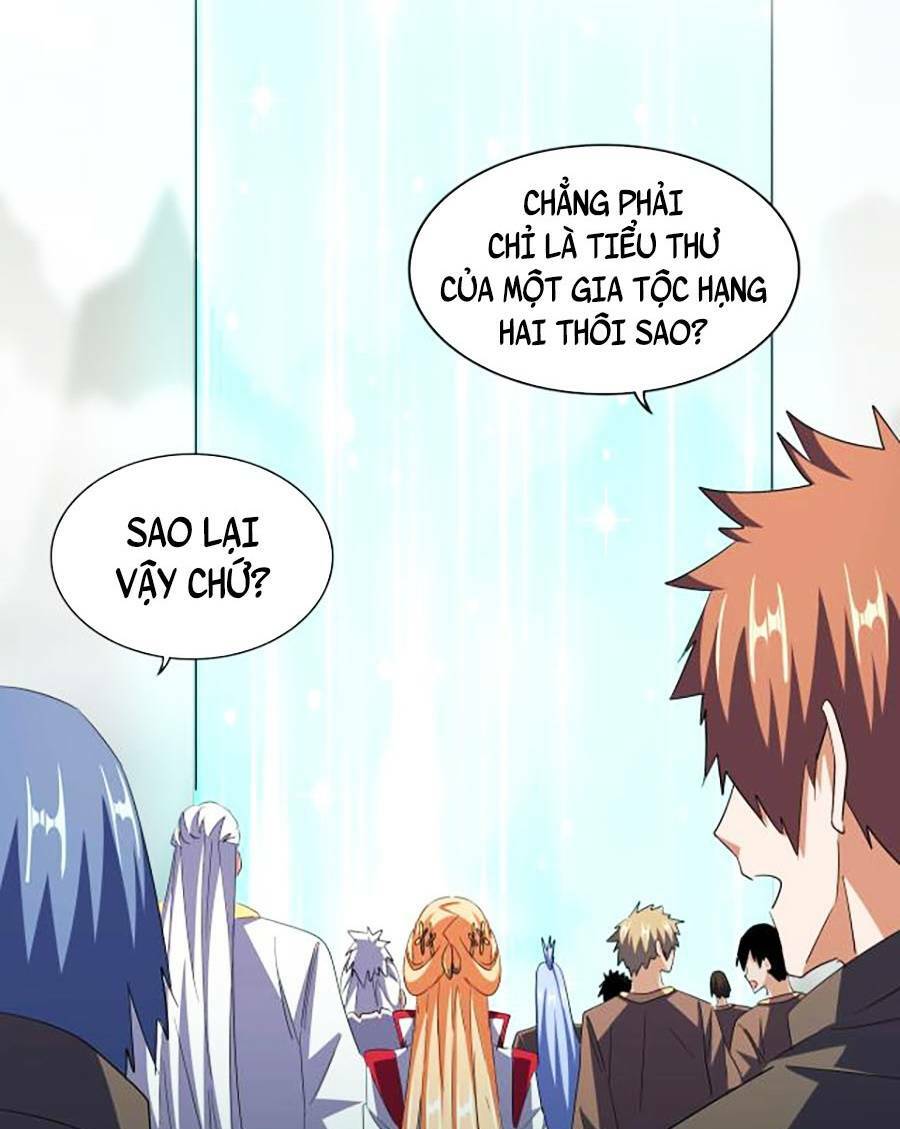 CHẲNG PHẢI
CHỈ LÀ TIỂU THƯ
CỦA MỘT GIA TỘC HẠNG
HAI THÔI SAO?
SAO LẠI
VẬY CHỨ?